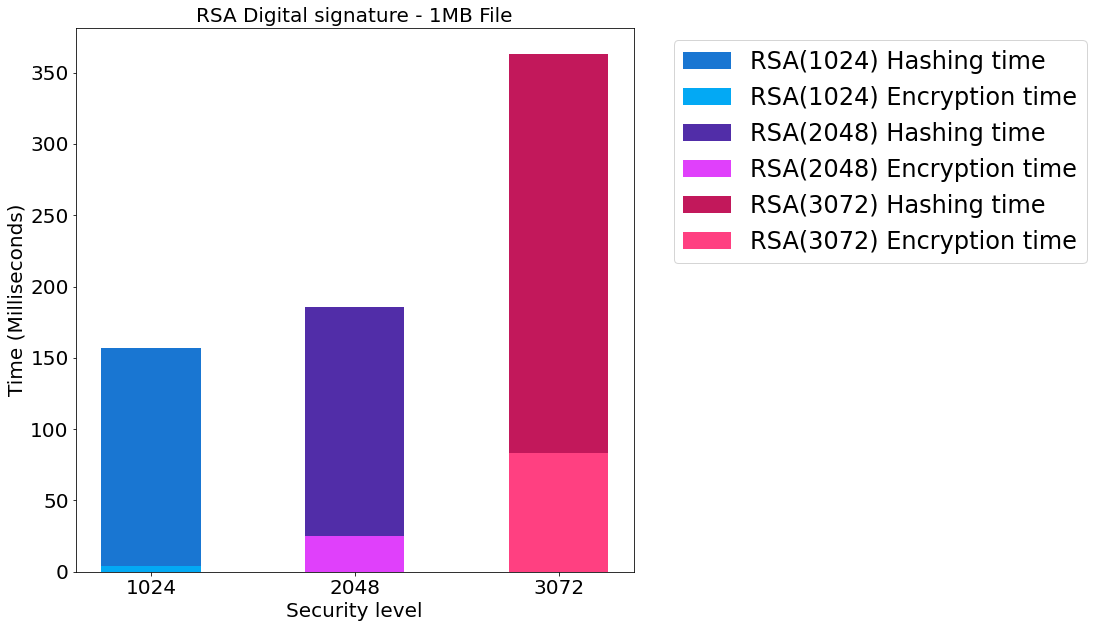 RSA Digital signature - 1MB File
RSA(1024) Hashing time
RSA(1024) Encryption time
RSA(2048) Hashing time
RSA(2048) Encryption time
RSA(3072) Hashing time
RSA(3072) Encryption time
Time (Milliseconds)
350
300
250
200
150
100
50
0
1024 2048 3072
Security level